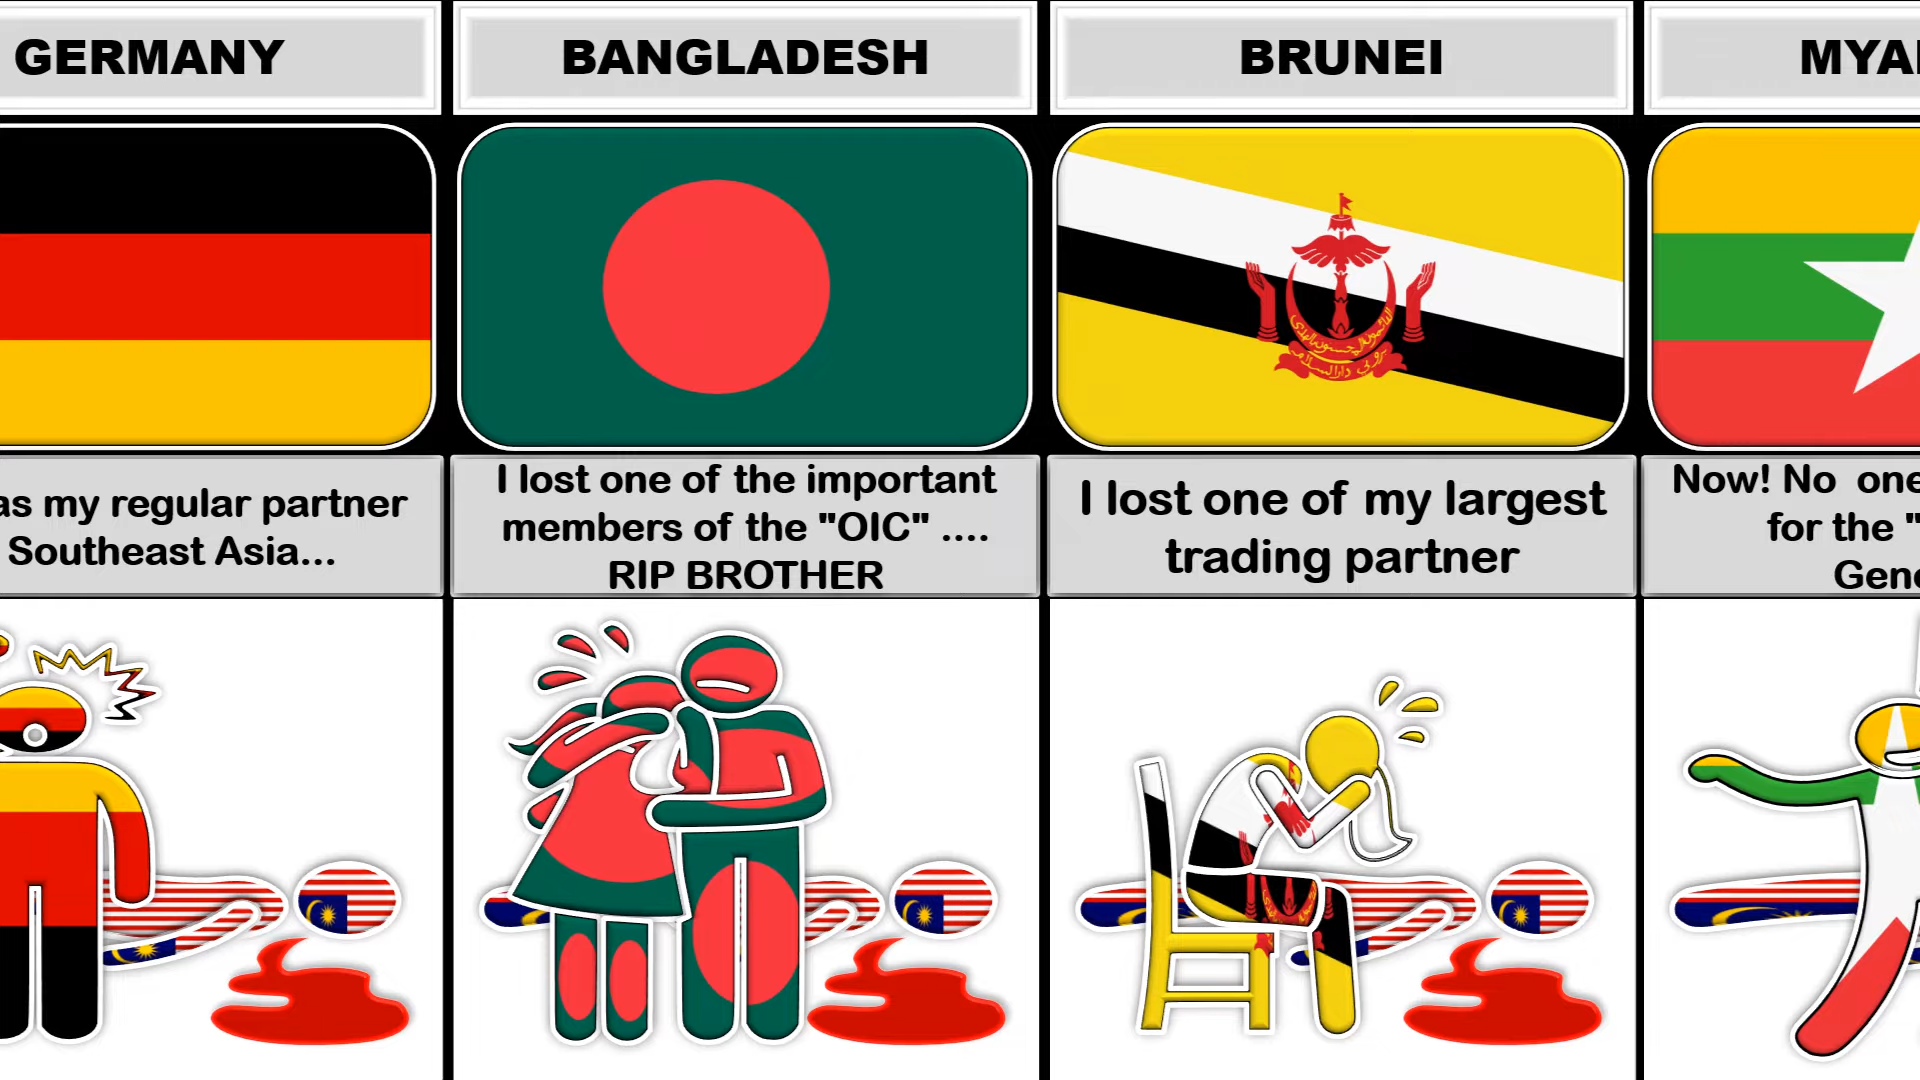 GERMANY
BANGLADESH
BRUNEI
as my regular partner
Southeast Asia...
I lost one of the important
members of the "OIC" ....
RIP BROTHER
I lost one of my largest
trading partner
Now! No one
for the "